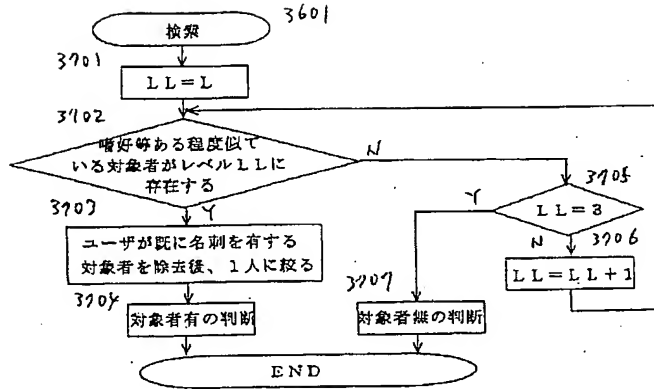 3601
検索
3701
LL=L
3702
嗜好等ある程度似て
いる対象者がレベルLLに
存在する
N
3703
Y
ユーザが既に名刺を有する
対象者を除去後、1人に絞る
3704
対象者有の判断
3705
Y
LL=3
N
3706
LL=LL+1
3707
対象者無の判断
END